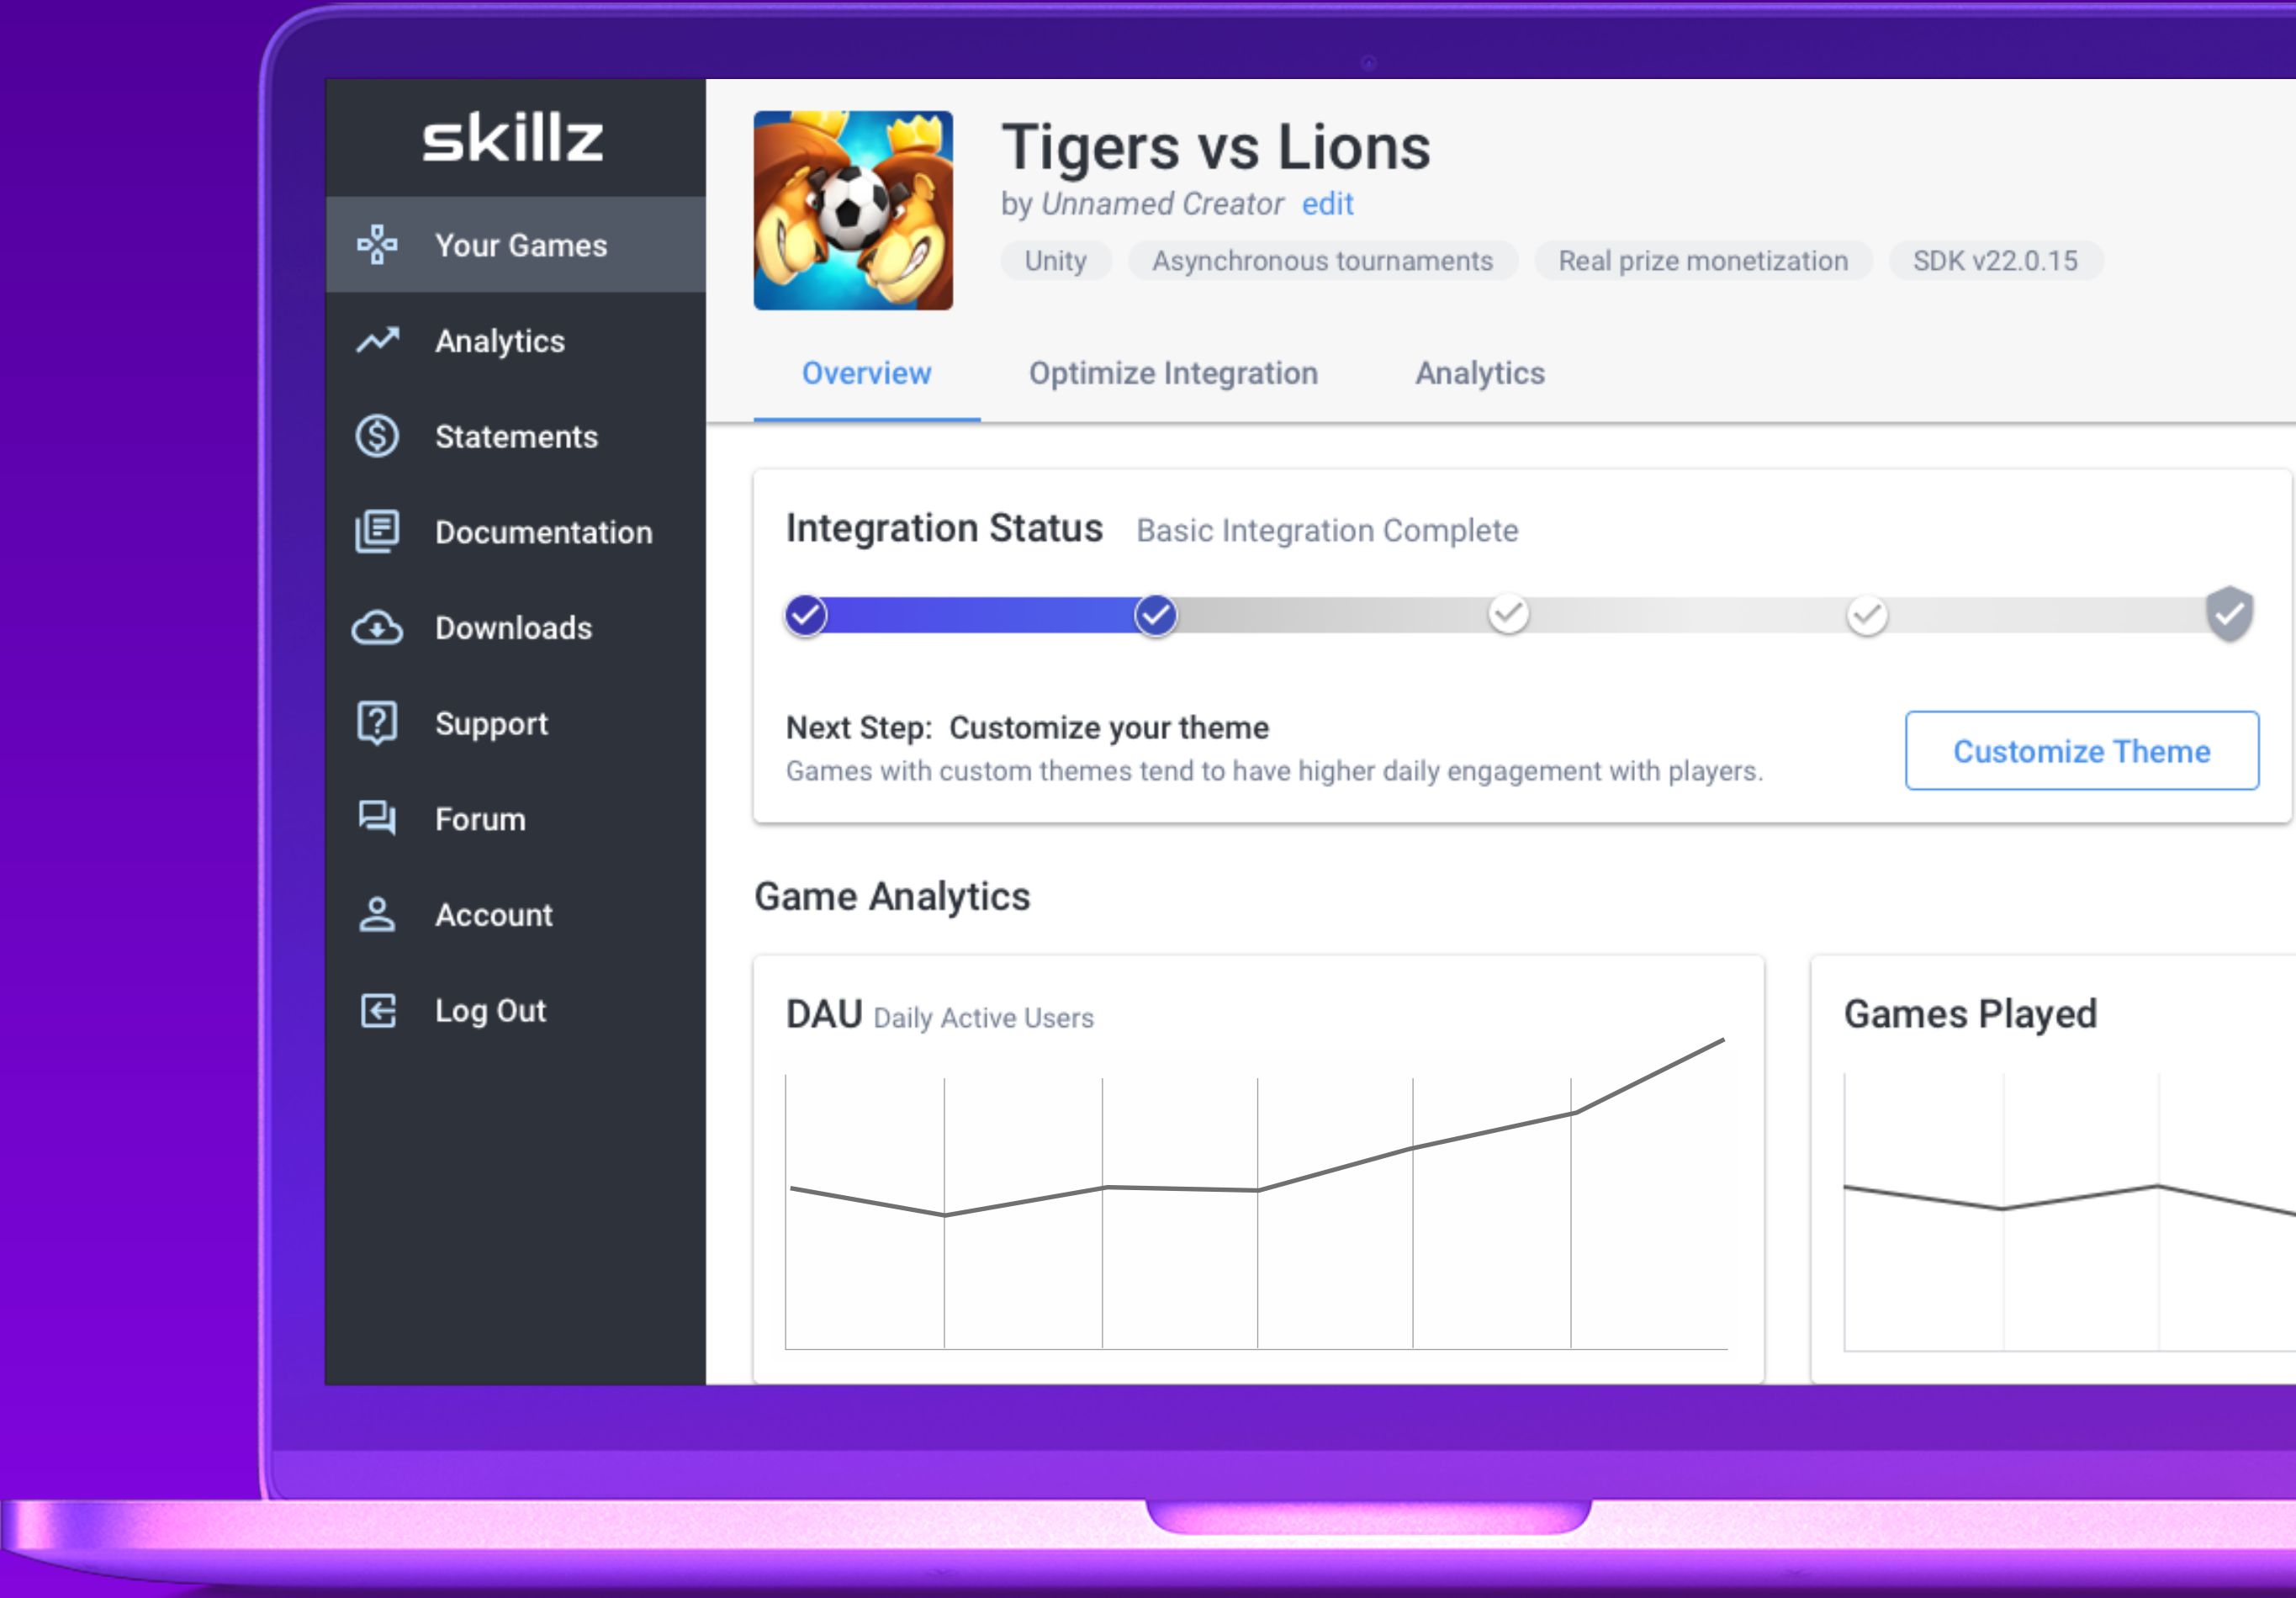 skillz
Your Games
Analytics
Statements
Documentation
Downloads
Support
Forum
Account
Log Out
Tigers vs Lions
by Unnamed Creator edit
Unity Asynchronous tournaments Real prize monetization SDK v22.0.15
Overview Optimize Integration Analytics
Integration Status Basic Integration Complete
Next Step: Customize your theme
Games with custom themes tend to have higher daily engagement with players.
Customize Theme
Game Analytics
DAU Daily Active Users
Games Played